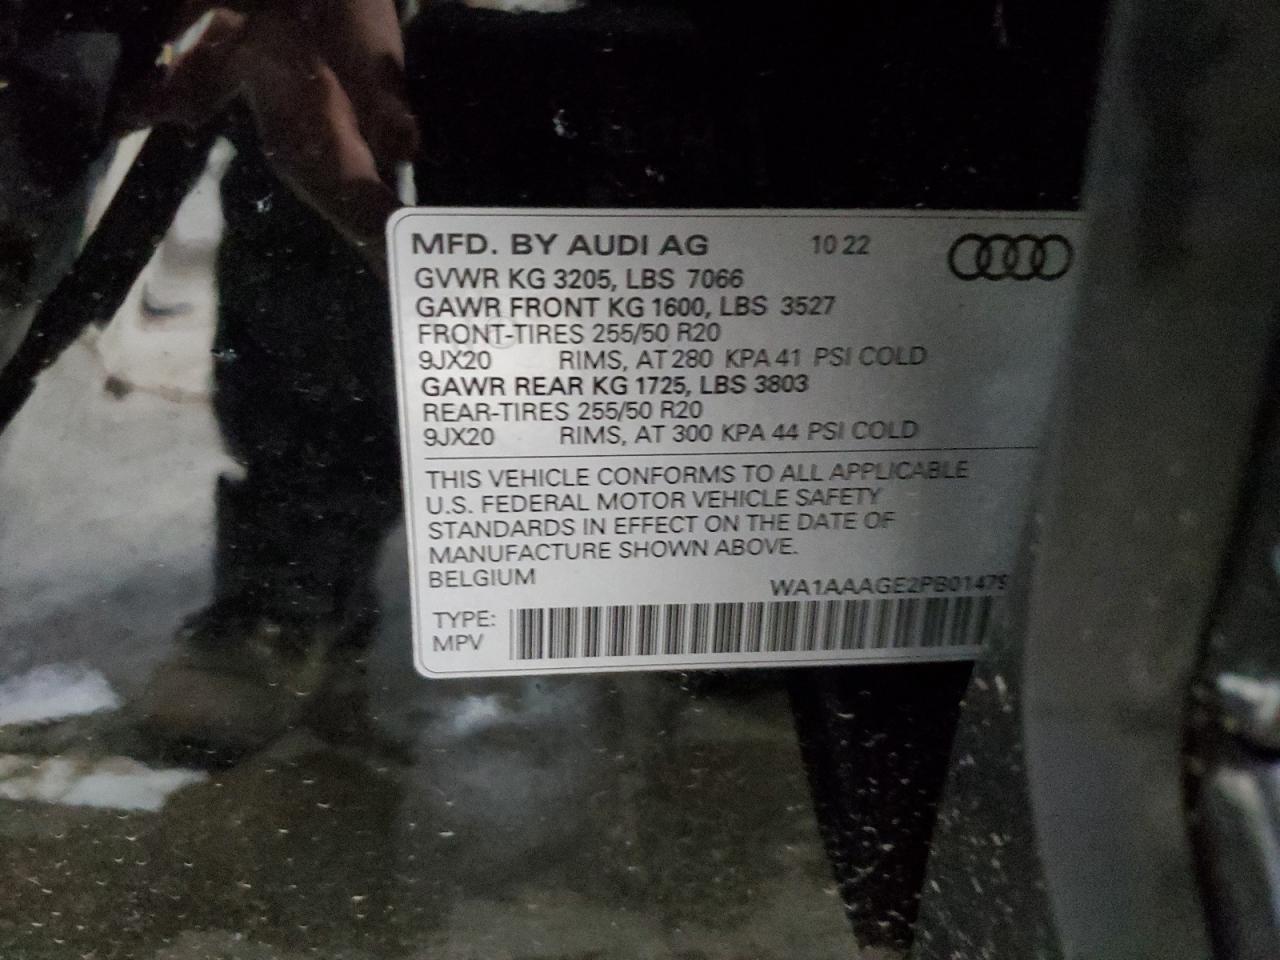 MFD. BY AUDI AG 10 22
GVWR KG 3205, LBS 7066
GAWR FRONT KG 1600, LBS 3527
FRONT-TIRES 255/50 R20
9JX20 RIMS, AT 280 KPA 41 PSI COLD
GAWR REAR KG 1725, LBS 3803
REAR-TIRES 255/50 R20
9JX20 RIMS, AT 300 KPA 44 PSI COLD
THIS VEHICLE CONFORMS TO ALL APPLICABLE
U.S. FEDERAL MOTOR VEHICLE SAFETY
STANDARDS IN EFFECT ON THE DATE OF
MANUFACTURE SHOWN ABOVE.
BELGIUM WA1AAAGE2PB01479
TYPE:
MPV